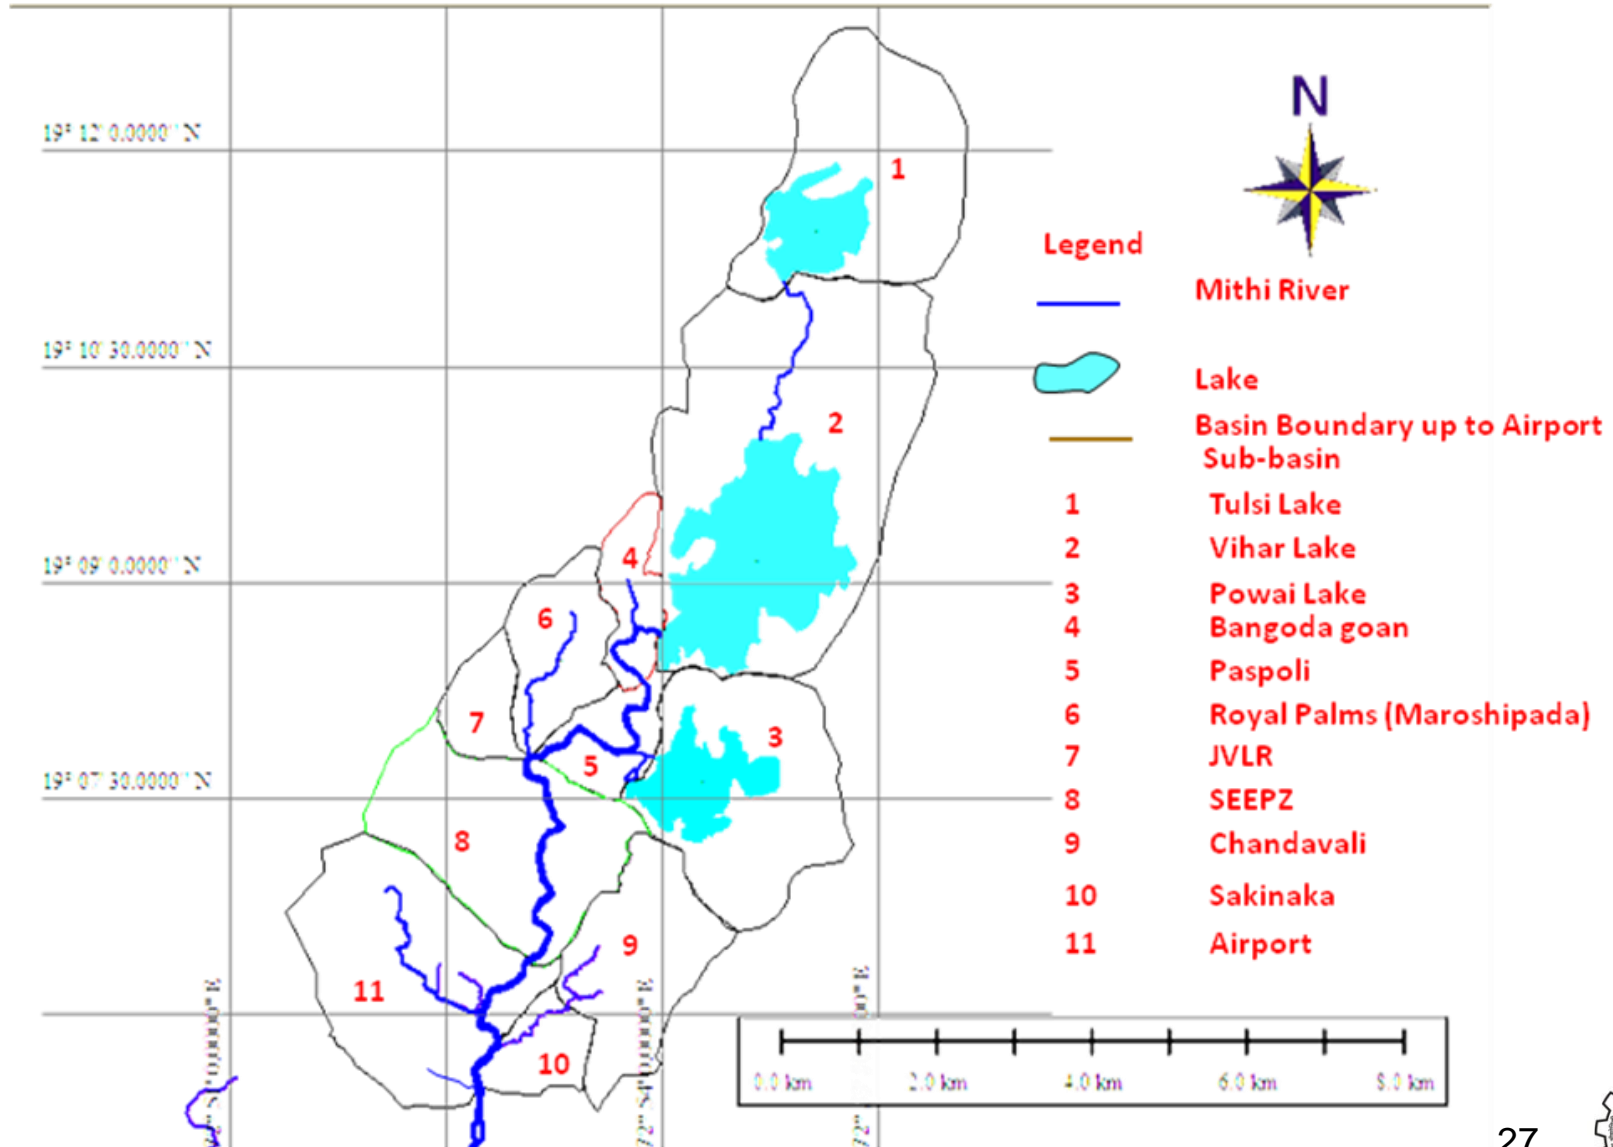 N
19° 12' 0.0000'' N
1
Legend
Mithi River
19° 10' 30.0000'' N
Lake
2
Basin Boundary up to Airport
Sub-basin
1 Tulsi Lake
4
2 Vihar Lake
19° 09' 0.0000'' N
3 Powai Lake
6
4 Bangoda goan
5 Paspoli
7
6 Royal Palms (Maroshipada)
3
5
7 JVLR
19° 07' 30.0000'' N
8 SEEPZ
8
9 Chandavali
10 Sakinaka
9
11 Airport
11
10
0.0 km 2.0 km 4.0 km 6.0 km 8.0 km
27